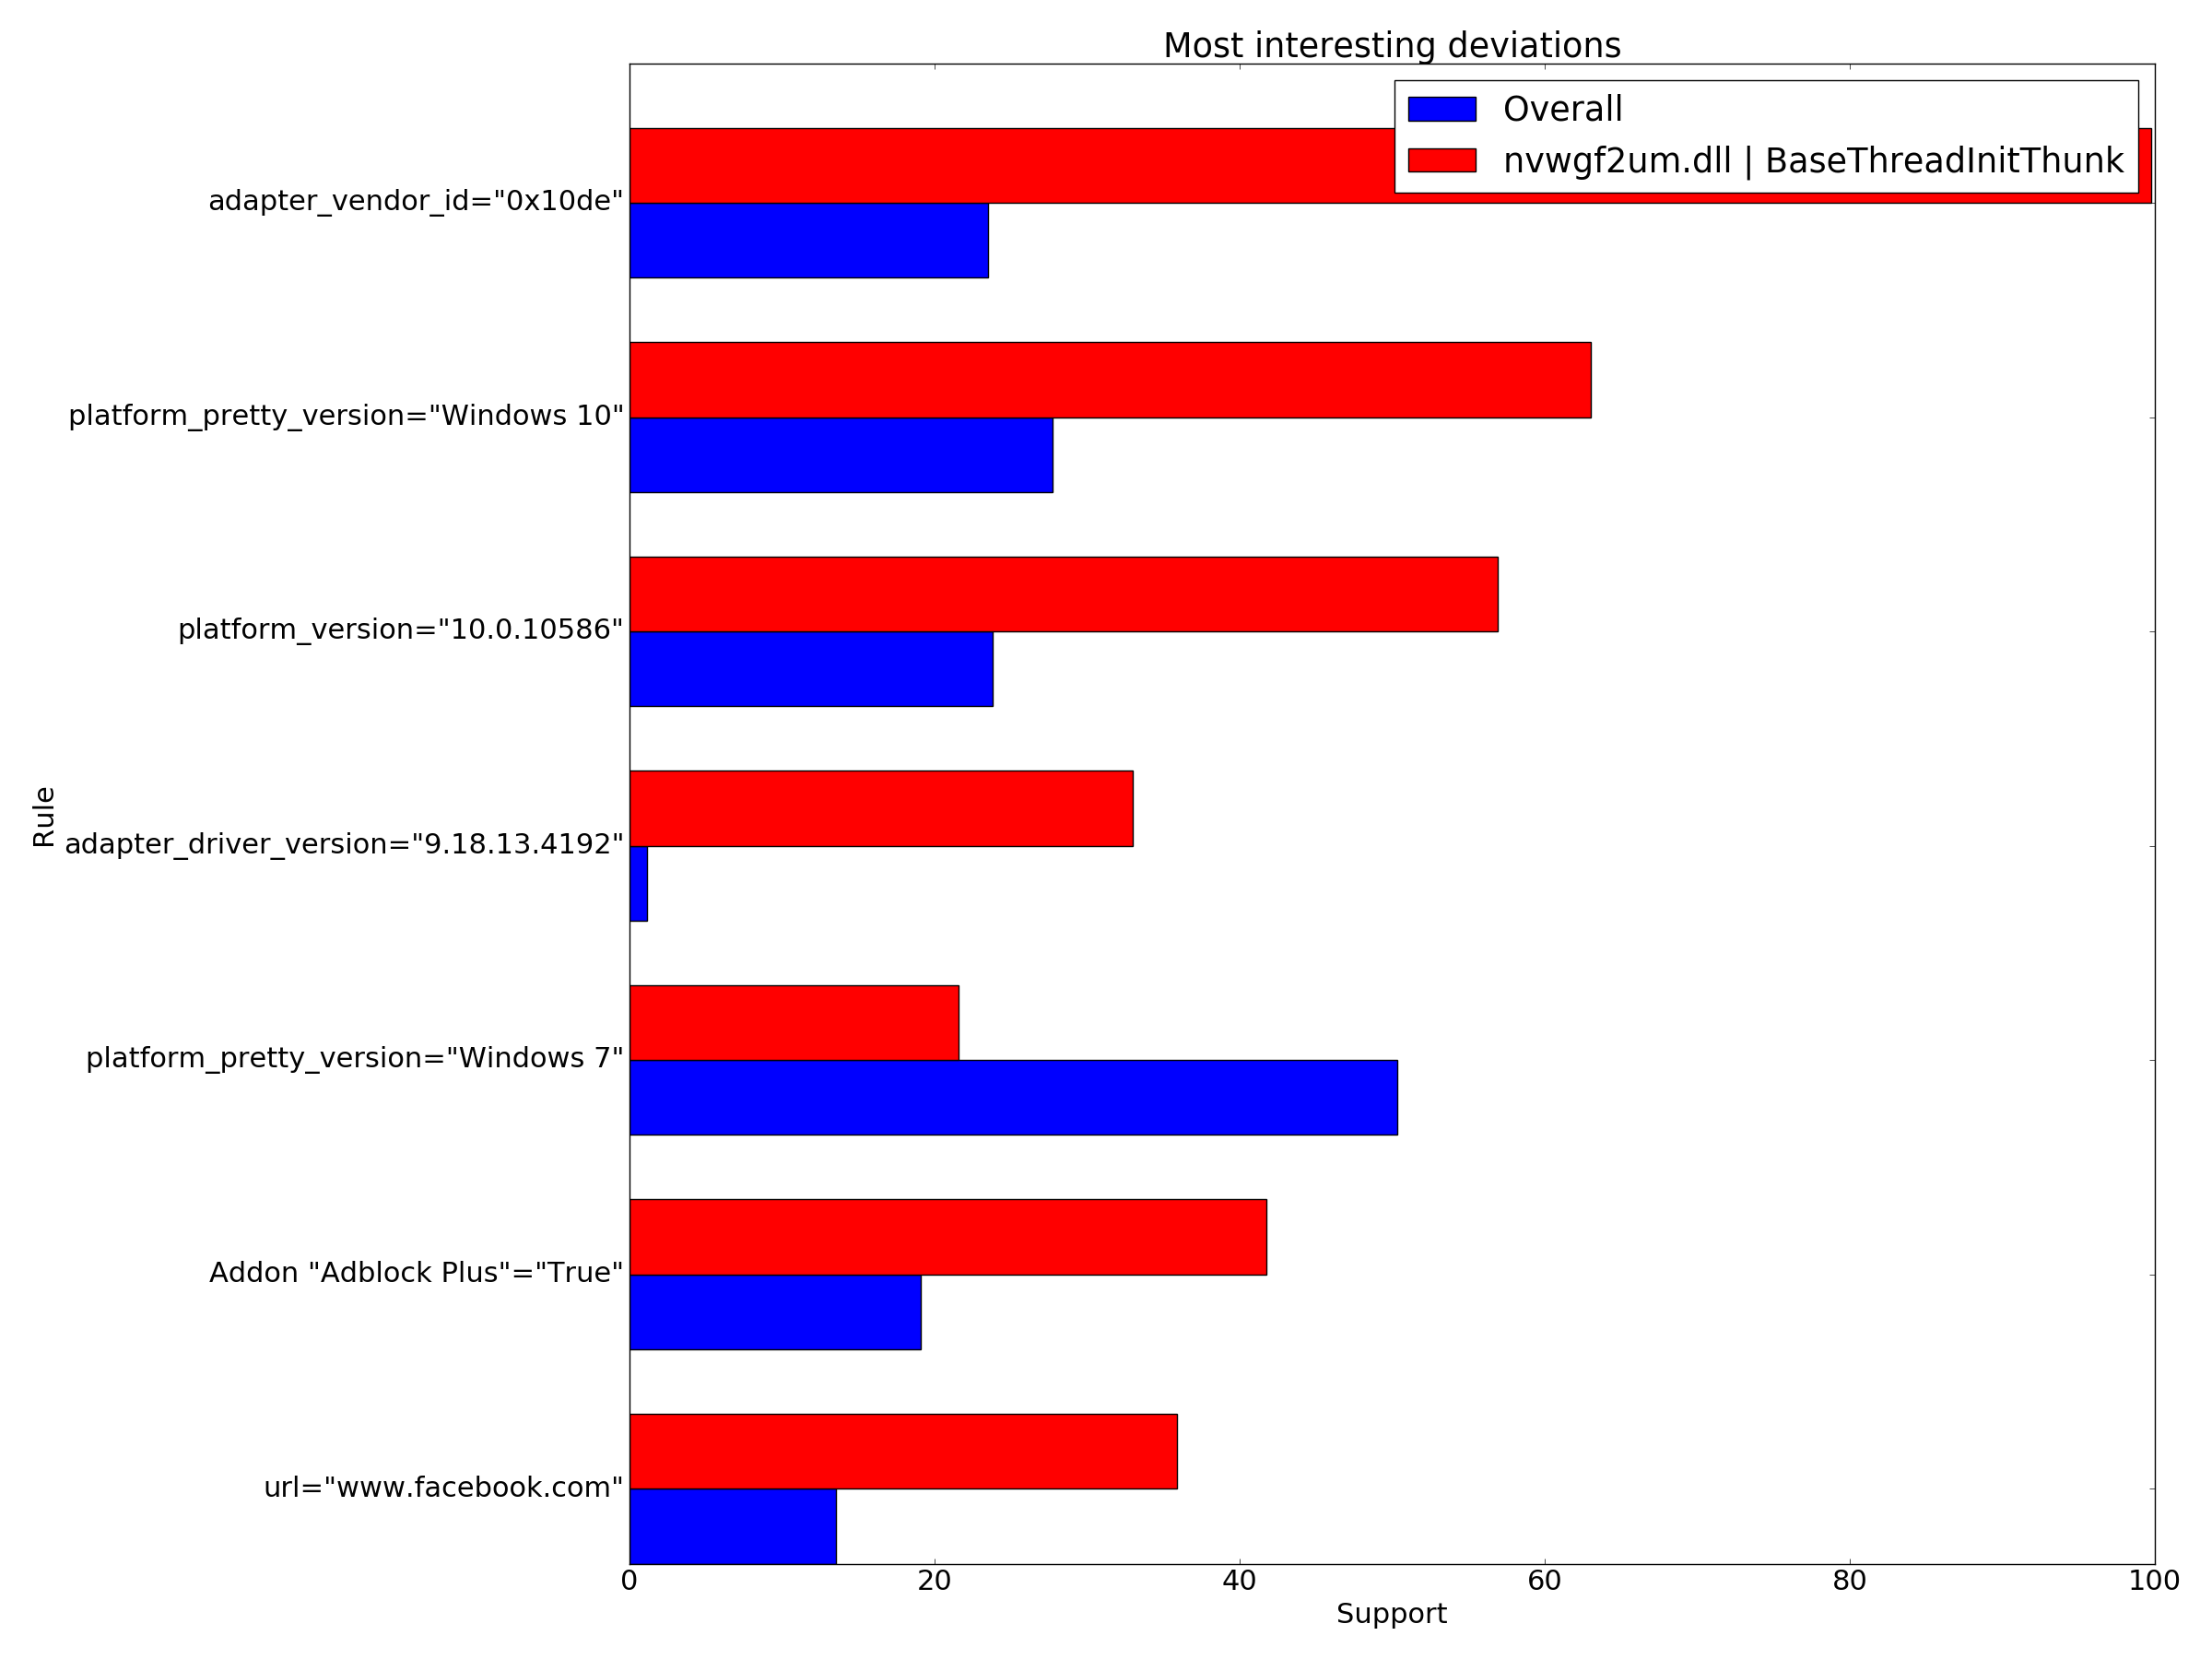 Most interesting deviations
Overall
nvwgf2um.dll | BaseThreadInitThunk
adapter_vendor_id="0x10de"
platform_pretty_version="Windows 10"
platform_version="10.0.10586"
Rule
adapter_driver_version="9.18.13.4192"
platform_pretty_version="Windows 7"
Addon "Adblock Plus"="True"
url="www.facebook.com"
0 20 40 60 80 100
Support